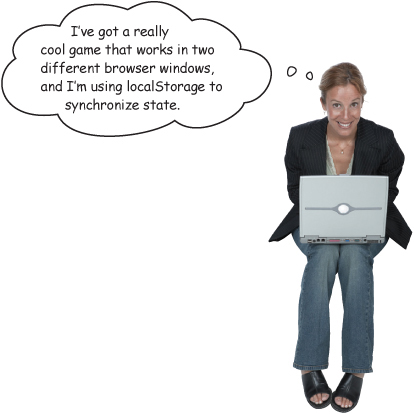 I've got a really
cool game that works in two
different browser windows,
and I'm using localStorage to
synchronize state.